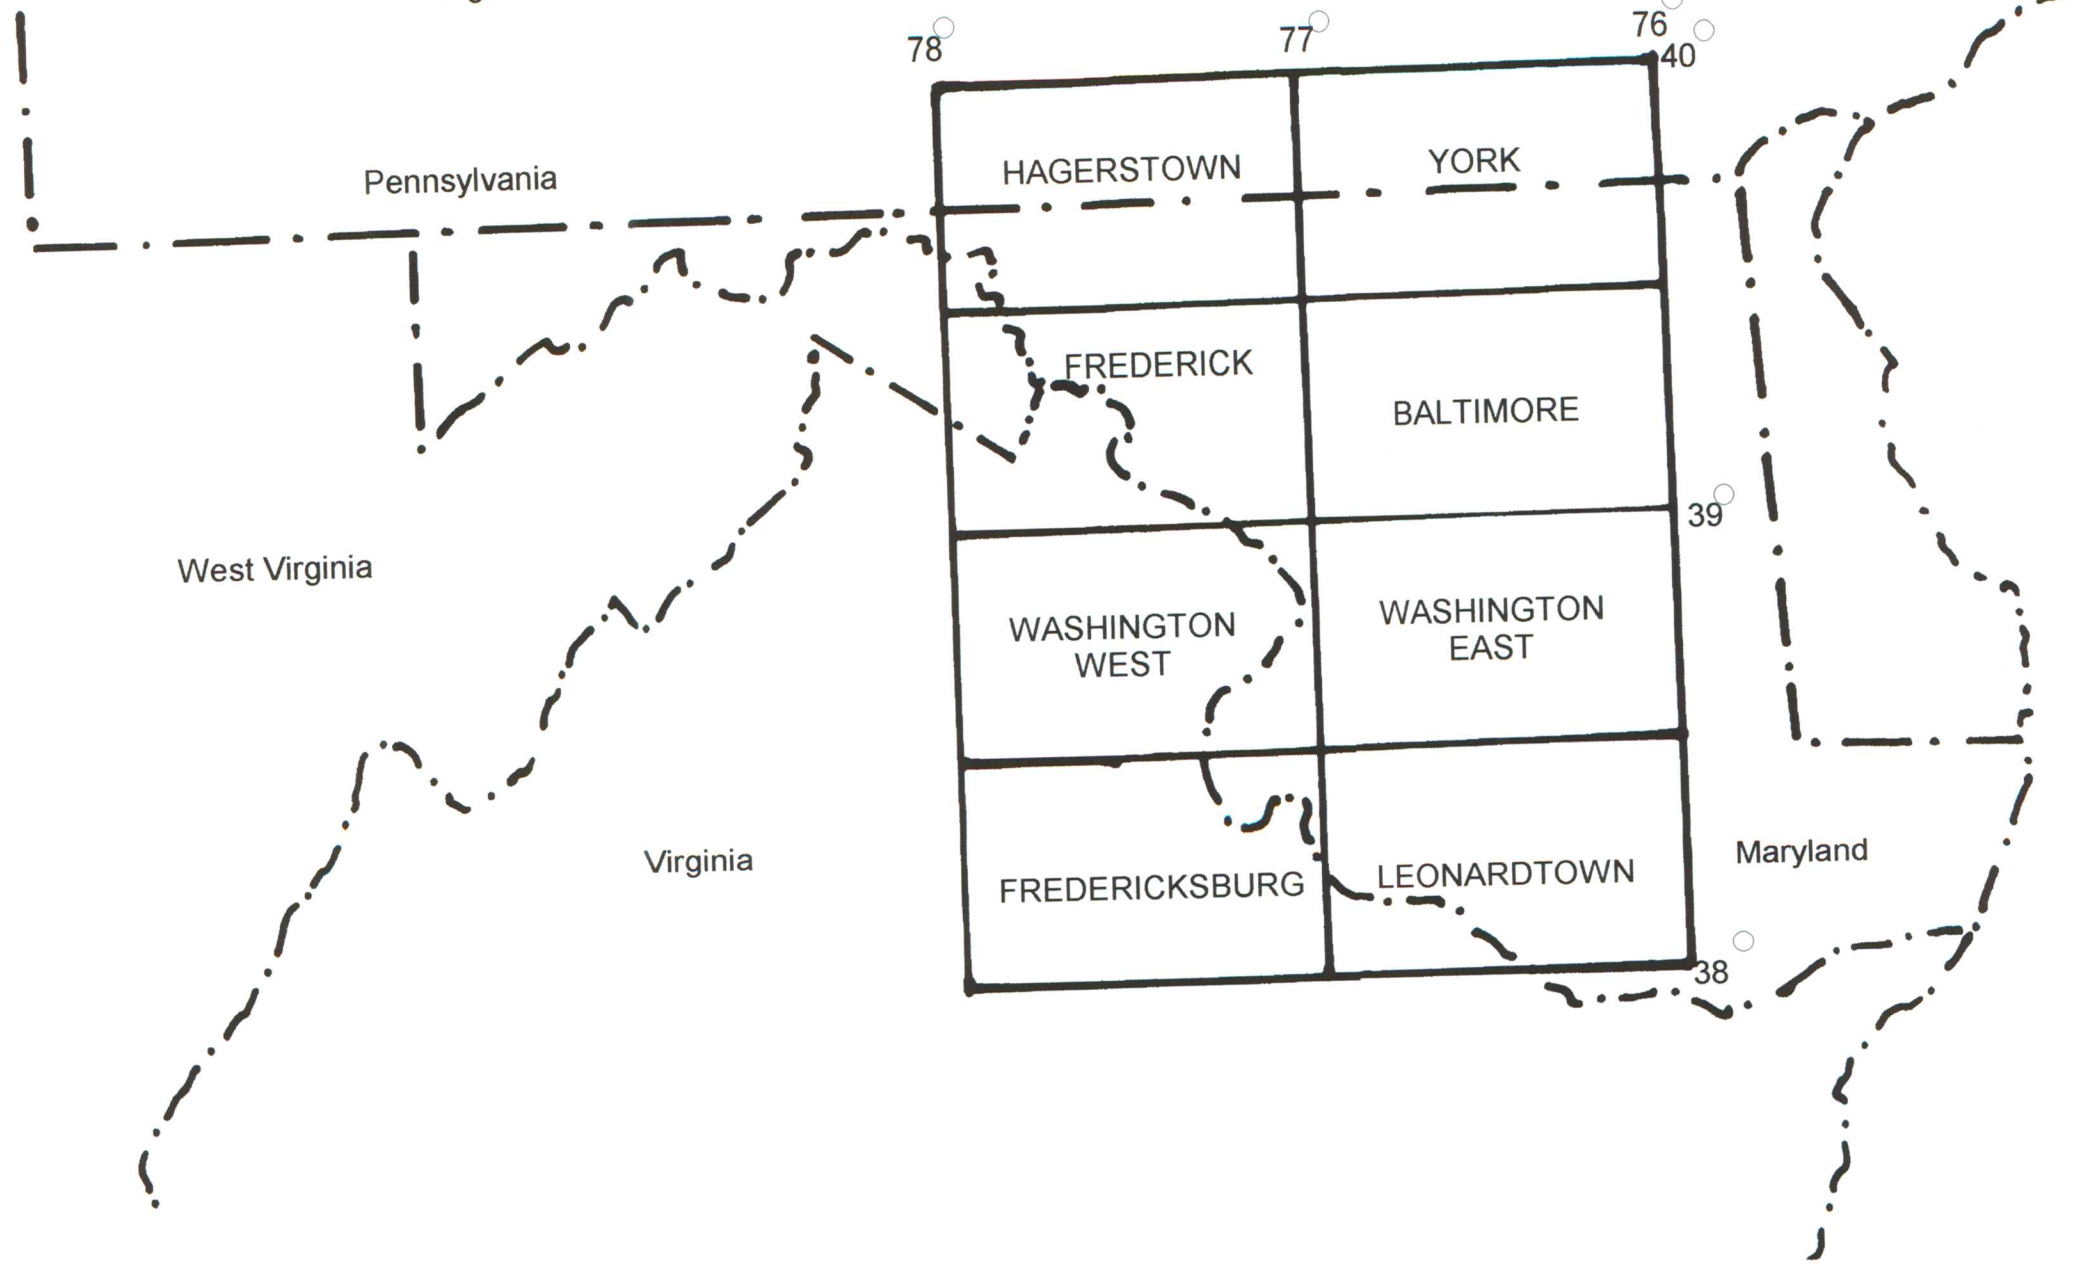 78°
77°
76°
40°
Pennsylvania
HAGERSTOWN
YORK
FREDERICK
BALTIMORE
39°
West Virginia
WASHINGTON
WEST
WASHINGTON
EAST
Virginia
FREDERICKSBURG
LEONARDTOWN
Maryland
38°